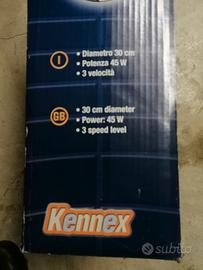 I
• Diametro 30 cm
• Potenza 45 W
• 3 velocità
GB
• 30 cm diameter
• Power: 45 W
• 3 speed level
Kennex
subito